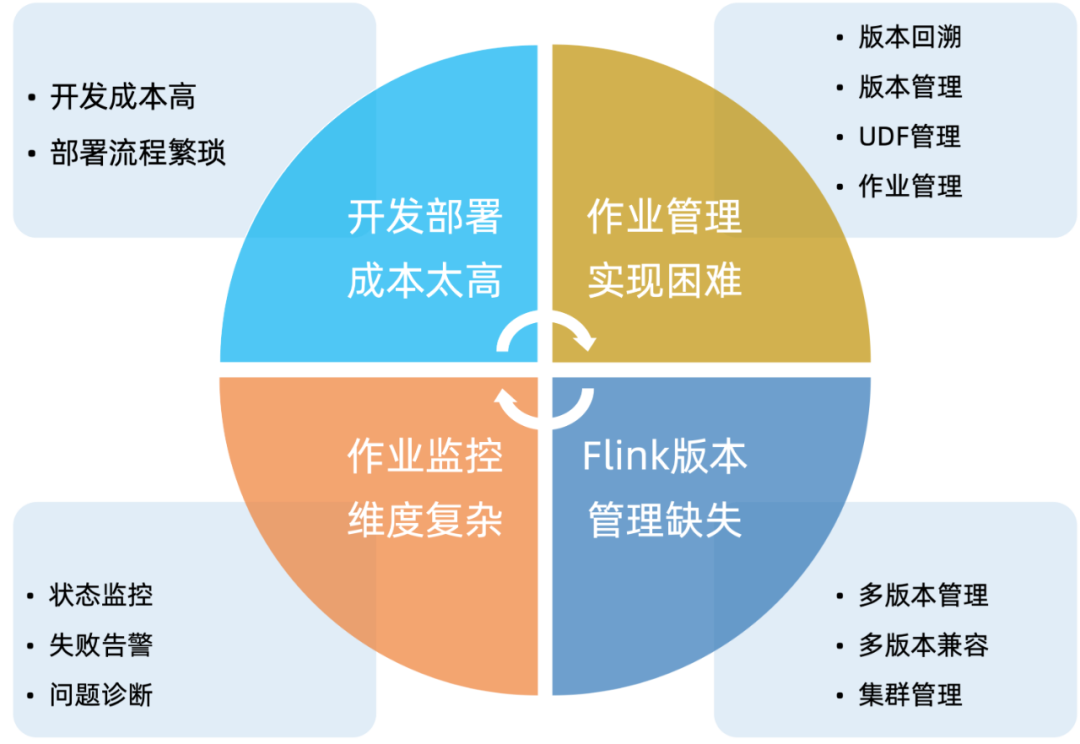 • 开发成本高
• 部署流程繁琐
开发部署
成本太高
作业管理
实现困难
• 版本回溯
• 版本管理
• UDF管理
• 作业管理
作业监控
维度复杂
• 状态监控
• 失败告警
• 问题诊断
Flink版本
管理缺失
• 多版本管理
• 多版本兼容
• 集群管理